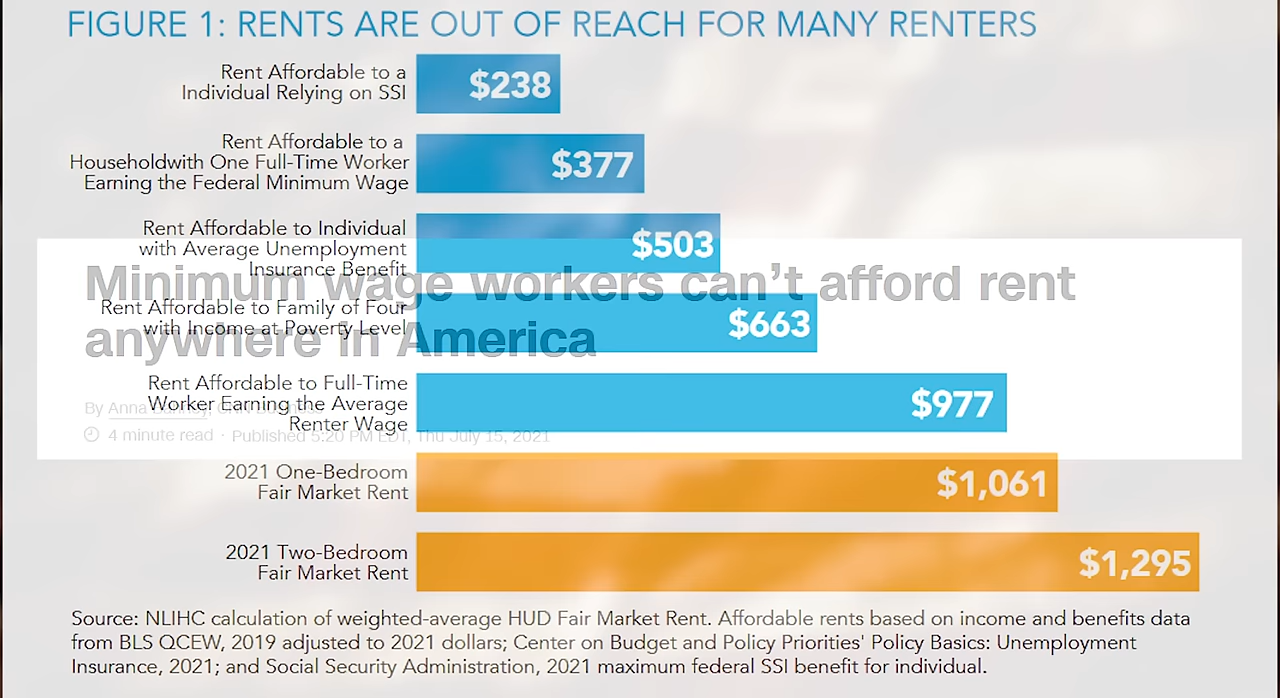 FIGURE 1: RENTS ARE OUT OF REACH FOR MANY RENTERS
Rent Affordable to a
Individual Relying on SSI
$238
Rent Affordable to a
Householdwith One Full-Time Worker
Earning the Federal Minimum Wage
$377
Rent Affordable to Individual
with Average Unemployment
Insurance Benefit
$503
Minimum wage workers can't afford rent
anywhere in America
Rent Affordable to Family of Four
with Income at Poverty Level
$663
Rent Affordable to Full-Time
Worker Earning the Average
Renter Wage
$977
By Anna
4 minute read · Published 5:20 PM EDT, Thu July 15, 2021
2021 One-Bedroom
Fair Market Rent
$1,061
2021 Two-Bedroom
Fair Market Rent
$1,295
Source: NLIHC calculation of weighted-average HUD Fair Market Rent. Affordable rents based on income and benefits data
from BLS QCEW, 2019 adjusted to 2021 dollars; Center on Budget and Policy Priorities' Policy Basics: Unemployment
Insurance, 2021; and Social Security Administration, 2021 maximum federal SSI benefit for individual.